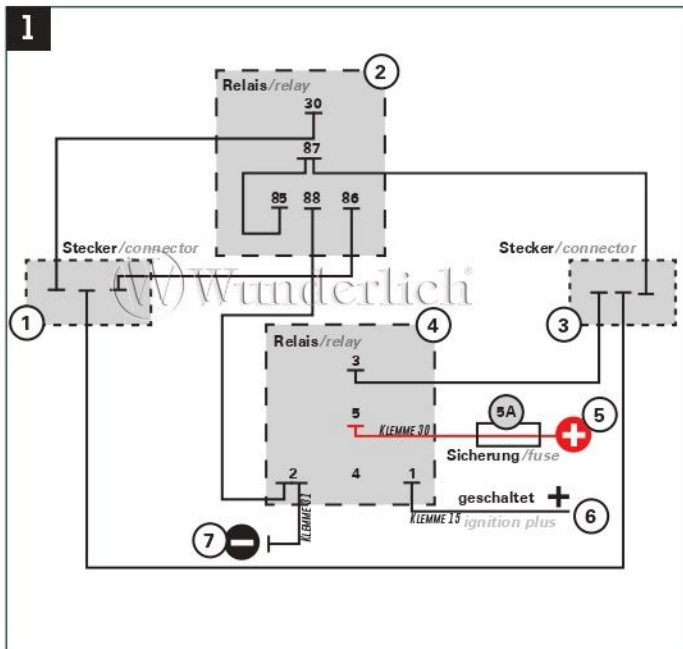 1
2
Relais/relay
30
87
85 88 86
Stecker/connector
Stecker/connector
Wunderlich®
1
3
4
Relais/relay
3
5A
5
5
KLEMME 30
Sicherung/fuse
2 4 1
geschaltet +
KLEMME 31
KLEMME 15 ignition plus
6
7